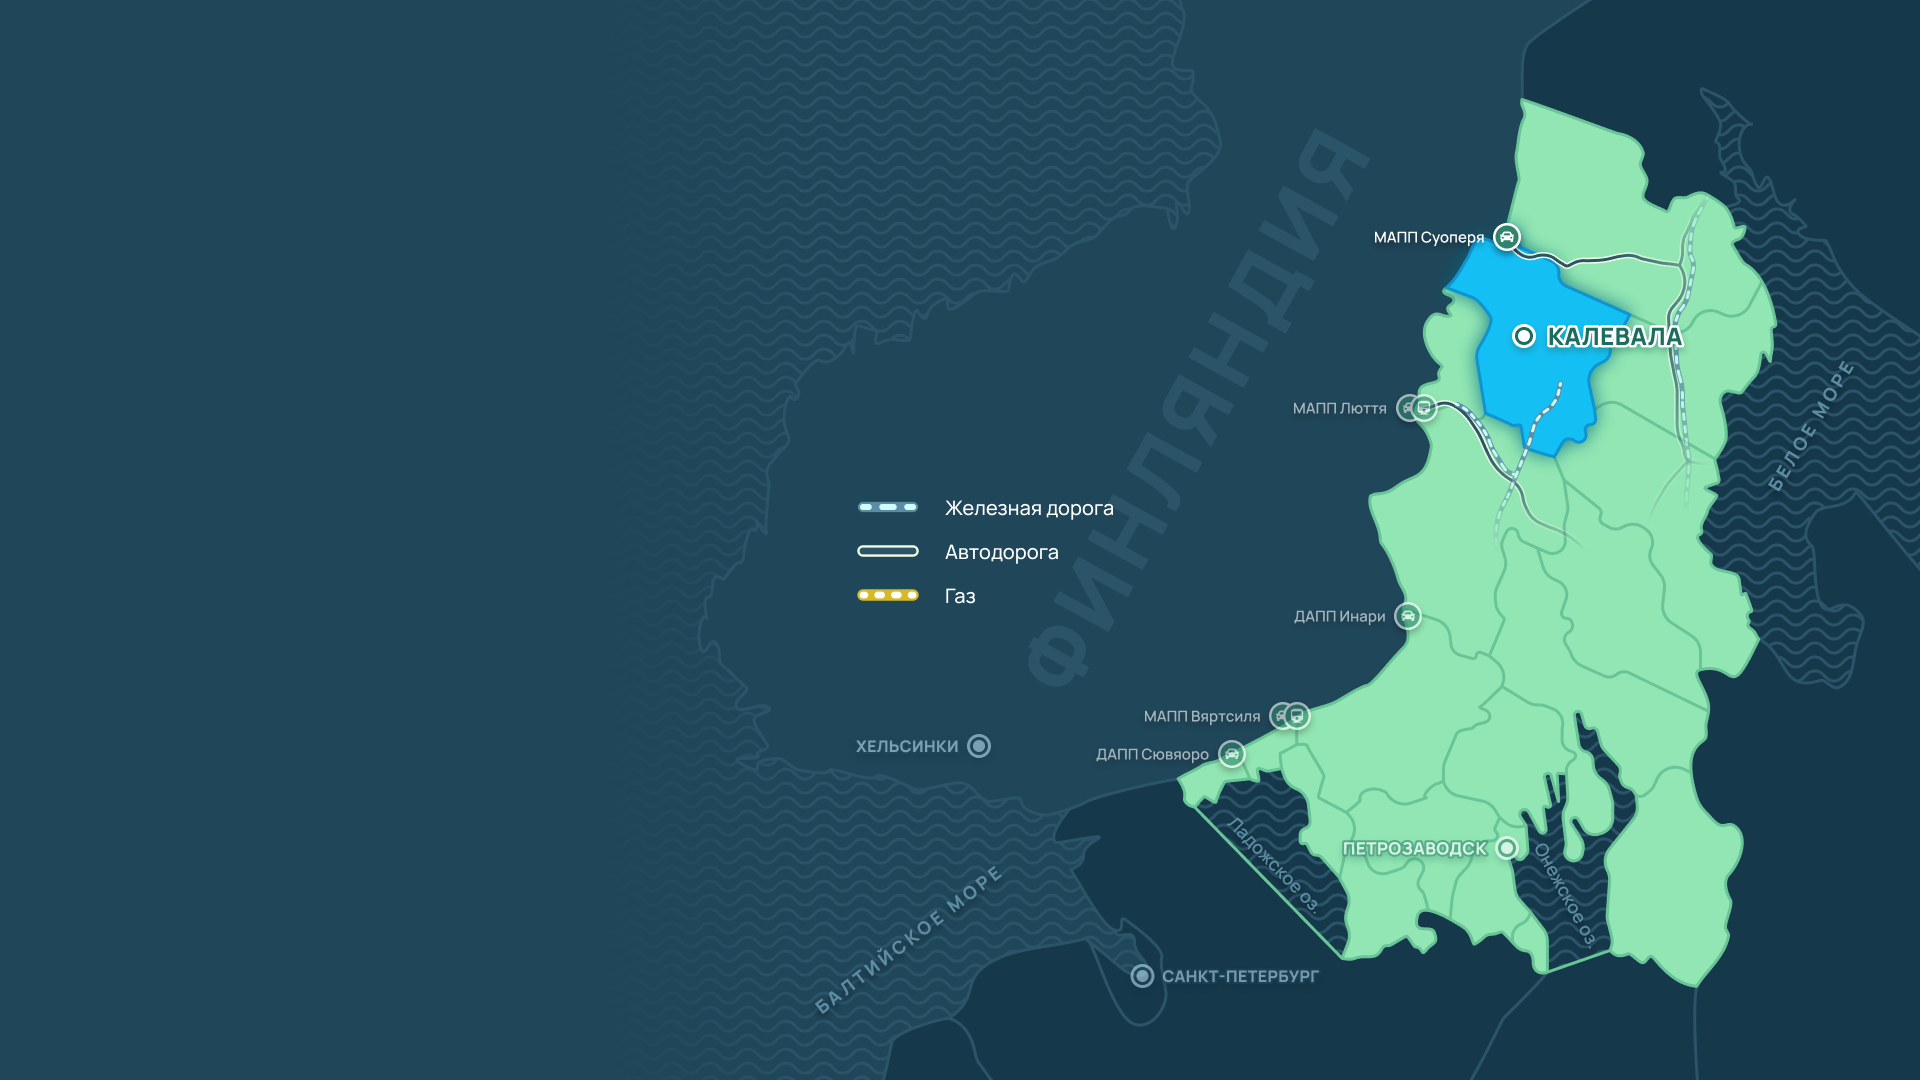 ФИНЛЯНДИЯ
МАПП Суоперя
КАЛЕВАЛА
МАПП Люття
БЕЛОЕ МОРЕ
Железная дорога
Автодорога
Газ
ДАПП Инари
МАПП Вяртсиля
ХЕЛЬСИНКИ
ДАПП Сювяоро
Ладожское оз.
ПЕТРОЗАВОДСК
Онежское оз.
БАЛТИЙСКОЕ МОРЕ
САНКТ-ПЕТЕРБУРГ